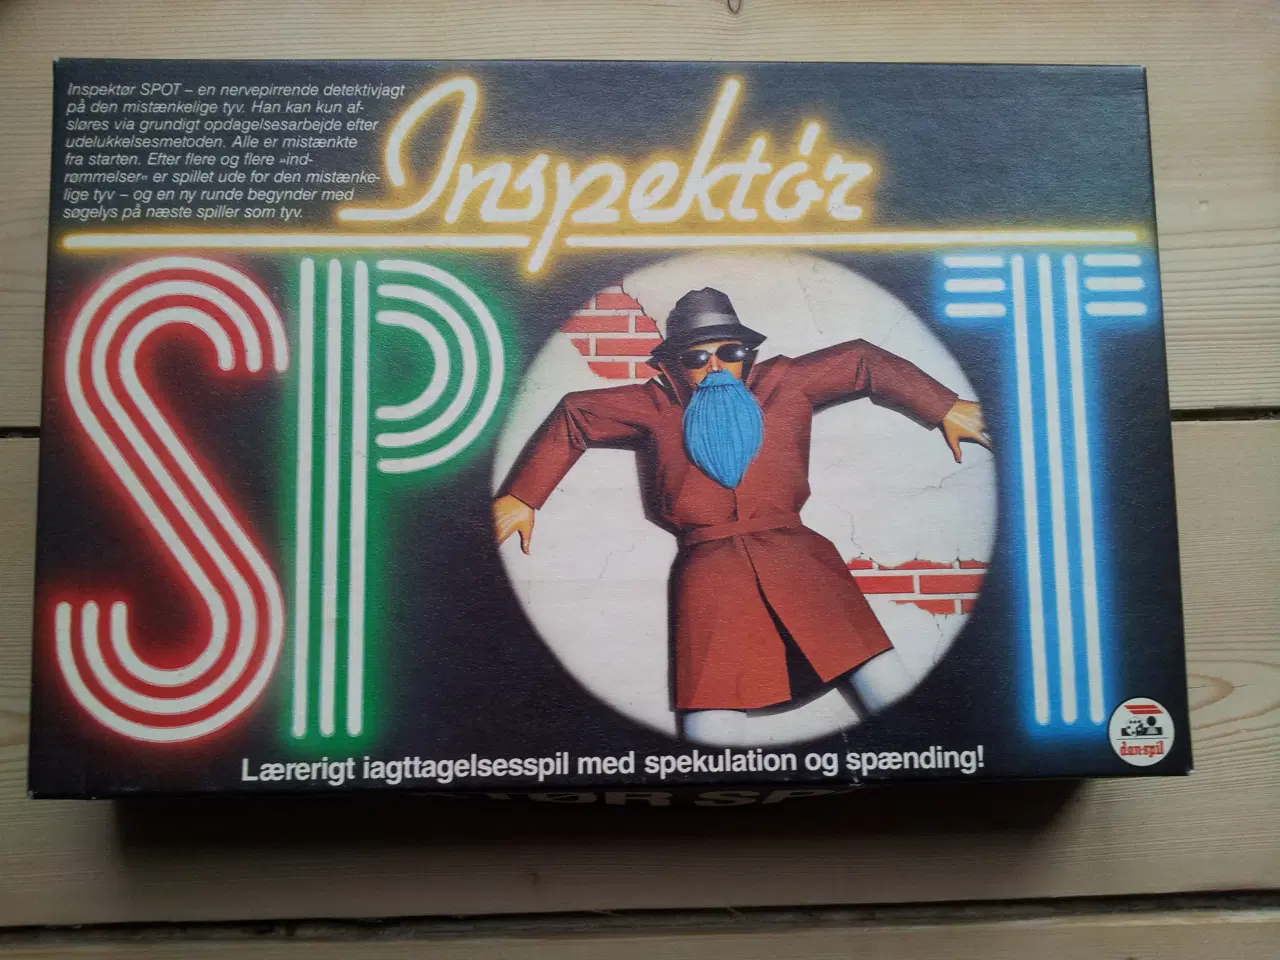 Inspektør SPOT – en nervepirrende detektivjagt
på den mistænkelige tyv. Han kan kun af-
sløres via grundigt opdagelsesarbejde efter
udelukkelsesmetoden. Alle er mistænkte
fra starten. Efter flere og flere »ind-
rømmelser« er spillet ude for den mistænke-
lige tyv – og en ny runde begynder med
søgelys på næste spiller som tyv.
Inspektør
SPOT
Lærerigt iagttagelsesspil med spekulation og spænding!
dan-spil